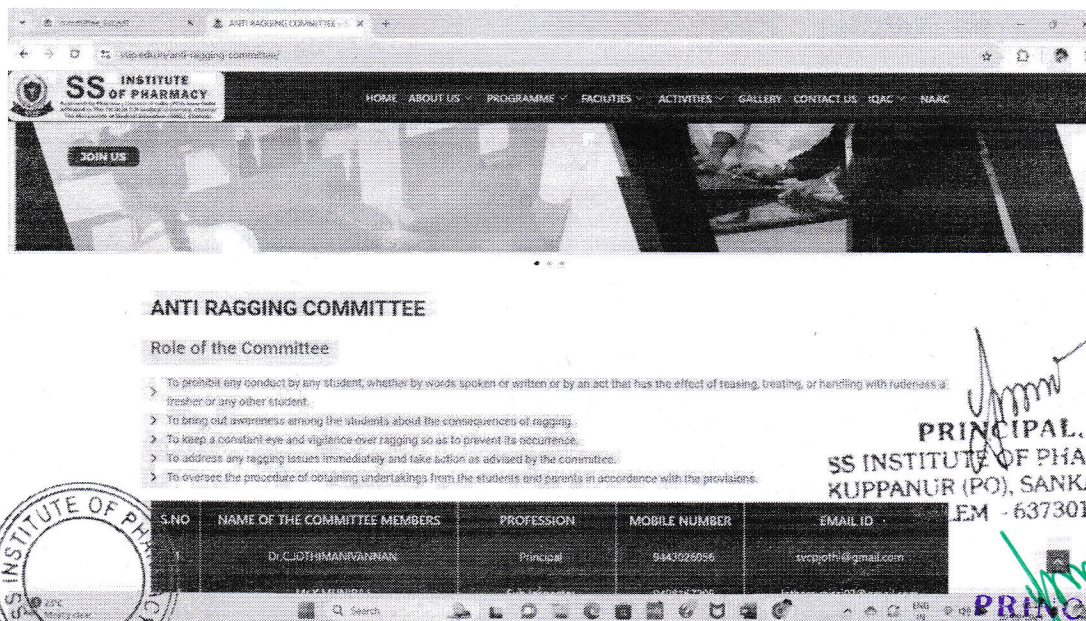 ANTI RAGGING COMMITTEE
SS INSTITUTE
OF PHARMACY
HOME ABOUT US PROGRAMME FACILITIES ACTIVITIES GALLERY CONTACT US IQAC NAAC
JOIN US
ANTI RAGGING COMMITTEE
Role of the Committee
To prohibit any conduct by any student, whether by words spoken or written or by an act that has the effect of teasing, treating, or handling with rudeness a
fresher or any other student.
To bring out awareness among the students about the consequences of ragging.
To keep a constant eye and vigilance over ragging so as to prevent its occurrence.
To address any ragging issues immediately and take action as advised by the committee.
To oversee the procedure of obtaining undertakings from the students and parents in accordance with the provisions.
PRINCIPAL,
SS INSTITUTE OF PHA
KUPPANUR (PO), SANKA
LEM - 637301
S.NO NAME OF THE COMMITTEE MEMBERS PROFESSION MOBILE NUMBER EMAIL ID
1 Dr.C.JOTHIMANIVANNAN Principal 9443026056 svcpjothi@gmail.com
SS INSTITUTE OF PHA
Search
ENG
IN
PRINC